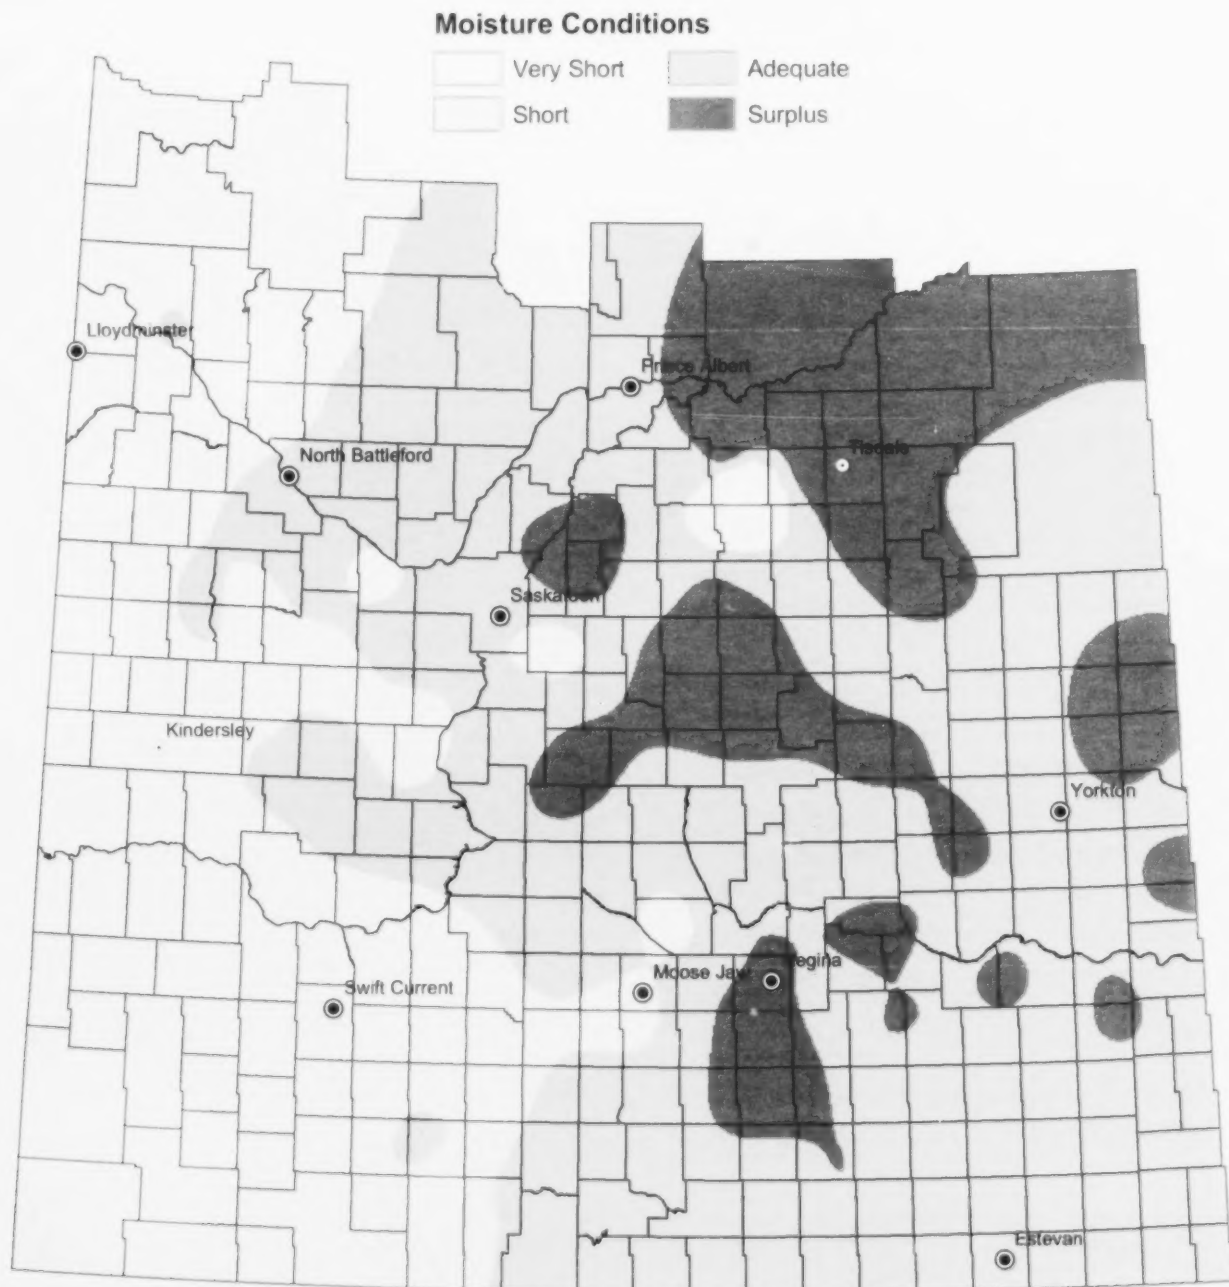 Moisture Conditions
Very Short
Adequate
Short
Surplus
Lloydminster
Prince Albert
North Battleford
Tisdale
Saskatoon
Kindersley
Yorkton
Moose Jaw
Regina
Swift Current
Estevan